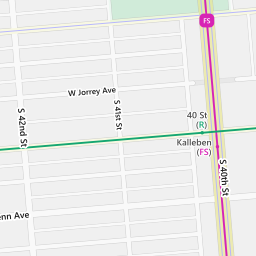 FS
W Jorrey Ave
S 42nd St
S 41st St
40 St
(R)
Kalleben
(FS)
S 40th St
enn Ave